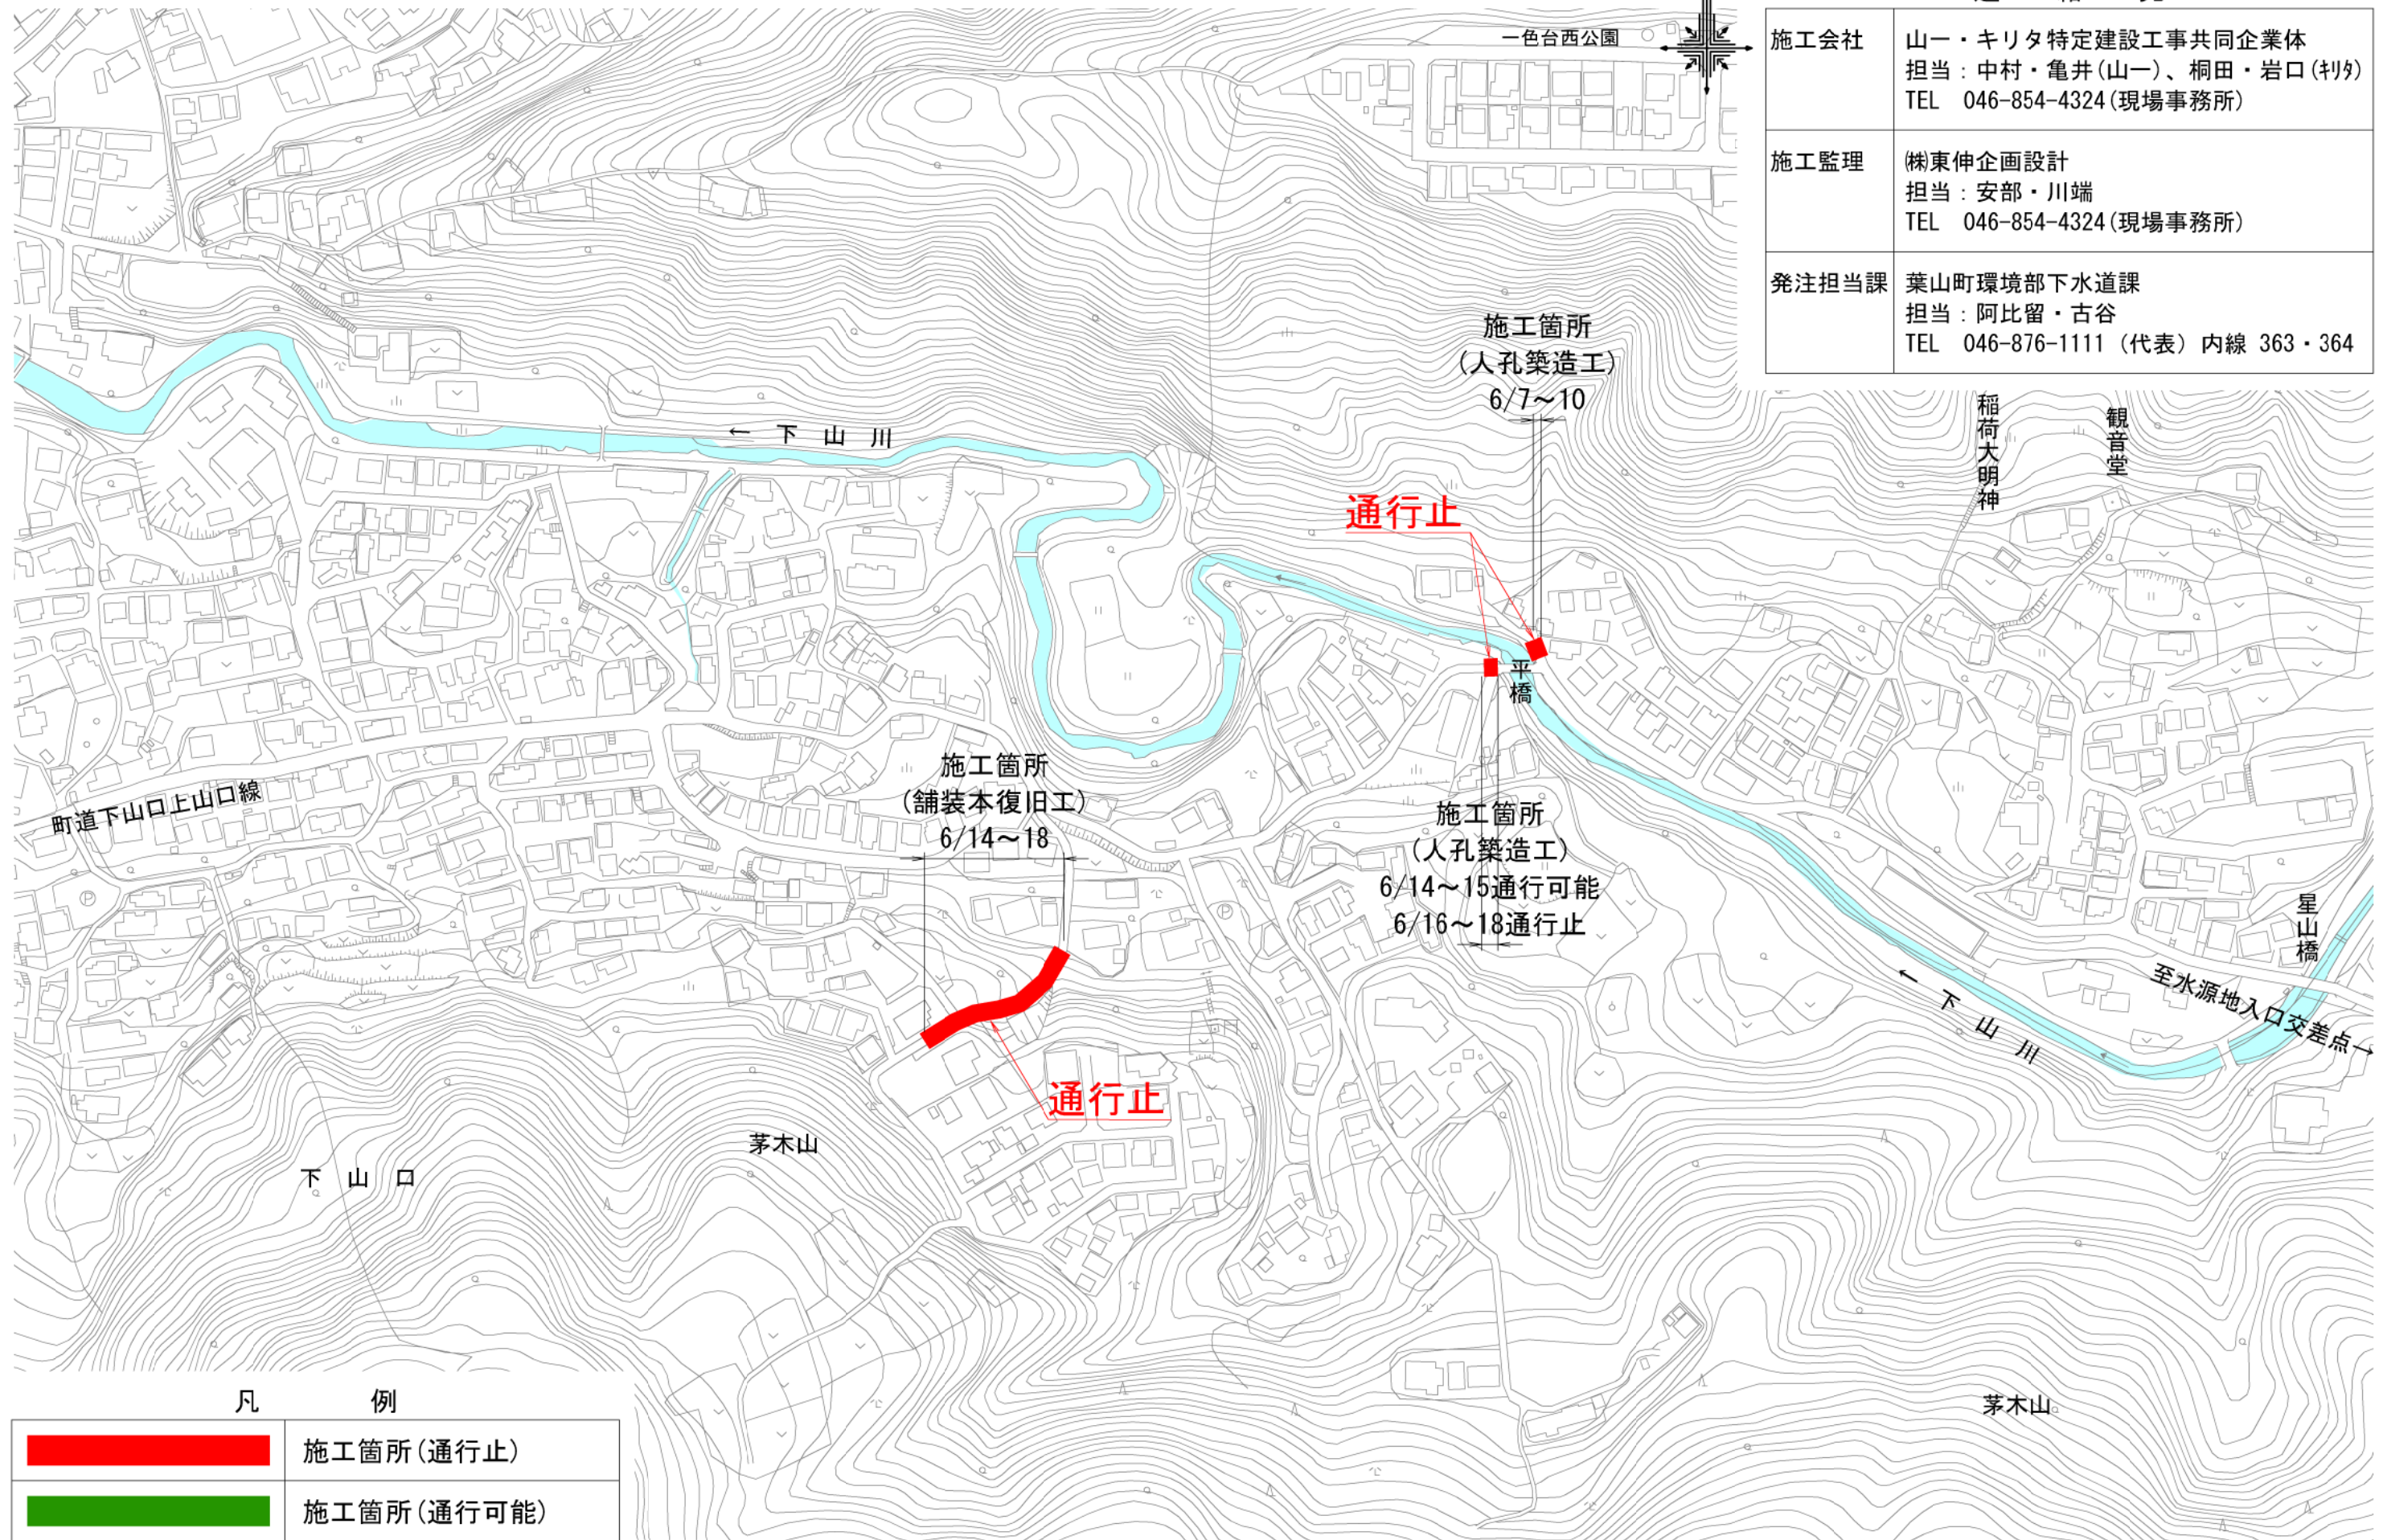 一色台西公園
施工会社
山一・キリタ特定建設工事共同企業体
担当：中村・亀井(山一)、桐田・岩口(ｷﾘﾀ)
TEL　046-854-4324(現場事務所)
施工監理
㈱東伸企画設計
担当：安部・川端
TEL　046-854-4324(現場事務所)
発注担当課
葉山町環境部下水道課
担当：阿比留・古谷
TEL　046-876-1111（代表）内線 363・364
施工箇所
(人孔築造工)
6/7～10
稲荷大明神
観音堂
← 下 山 川
通行止
平橋
施工箇所
(舗装本復旧工)
6/14～18
町道下山口上山口線
施工箇所
(人孔築造工)
6/14～15通行可能
6/16～18通行止
星山橋
至水源地入口交差点→
← 下 山 川
通行止
茅木山
下 山 口
茅木山
凡　例
施工箇所(通行止)
施工箇所(通行可能)